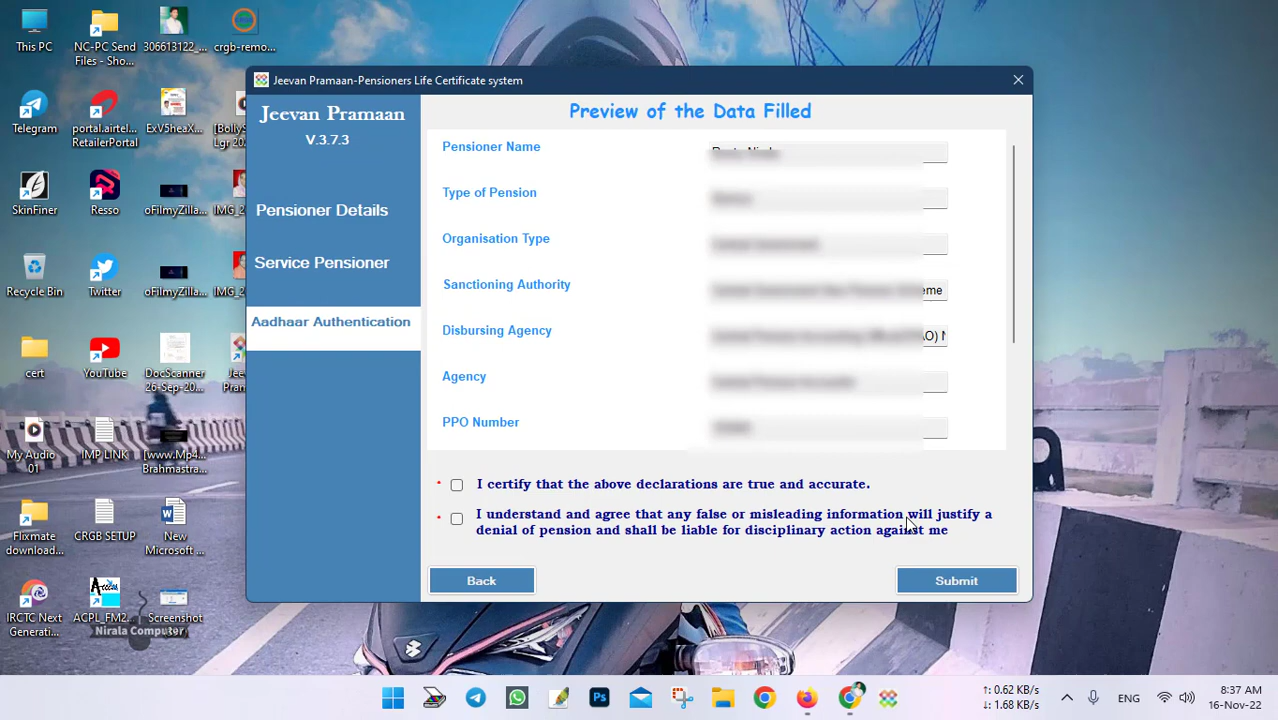 This PC
NC-PC Send
Files - Sho...
306613122_...
crgb-remo...
Telegram
portal.airtel...
RetailerPortal
ExV5heaX...
[BollyS
Lgr 20
SkinFiner
Resso
oFilmyZilla...
IMG_2
Recycle Bin
Twitter
oFilmyZilla...
IMG_2
cert
YouTube
DocScanner
26-Sep-20...
Jee
Pran
My Audio
01
IMP LINK
[www.Mp4...
Brahmastra...
Flixmate
download...
CRGB SETUP
New
Microsoft ...
IRCTC Next
Generati...
ACPL_FM2...
Screenshot
Nirala Computer
Jeevan Pramaan-Pensioners Life Certificate system
Jeevan Pramaan
V.3.7.3
Pensioner Details
Service Pensioner
Aadhaar Authentication
Preview of the Data Filled
Pensioner Name
Type of Pension
Organisation Type
Sanctioning Authority
eme
Disbursing Agency
AO) N
Agency
PPO Number
* I certify that the above declarations are true and accurate.
* I understand and agree that any false or misleading information will justify a
denial of pension and shall be liable for disciplinary action against me
Back
Submit
Ps
↑: 0.62 KB/s
↓: 1.68 KB/s
ENG
8:37 AM
16-Nov-22